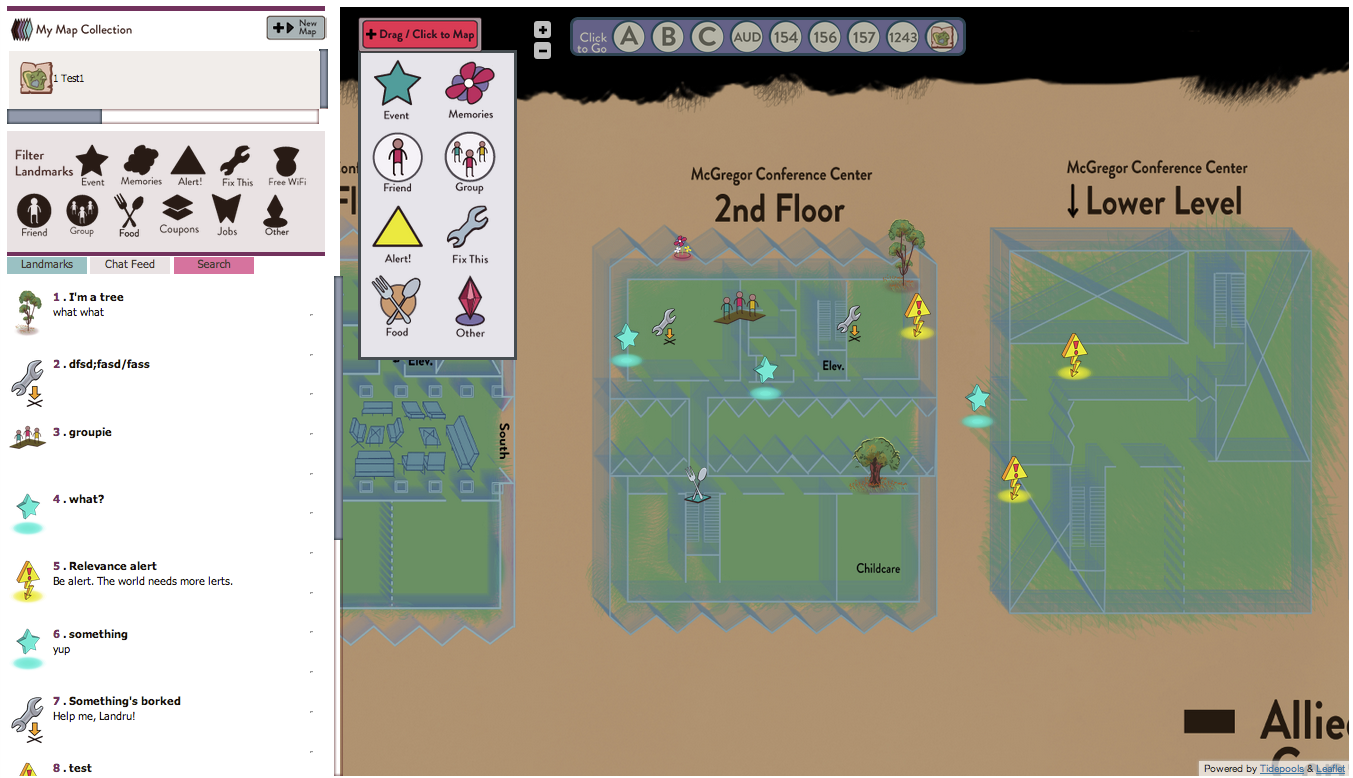 My Map Collection
New
Map
1 Test1
Filter
Landmarks
Event
Memories
Alert!
Fix This
Free WiFi
Friend
Group
Food
Coupons
Jobs
Other
Landmarks
Chat Feed
Search
1 . I'm a tree
what what
2 . dfsd;fasd/fass
3 . groupie
4 . what?
5 . Relevance alert
Be alert. The world needs more lerts.
6 . something
yup
7 . Something's borked
Help me, Landru!
8 . test
Drag / Click to Map
Event
Memories
Friend
Group
Alert!
Fix This
Food
Other
+
−
Click
to Go
A
B
C
AUD
154
156
157
1243
Elev.
South
McGregor Conference Center
2nd Floor
Elev.
Childcare
McGregor Conference Center
↓ Lower Level
Powered by Tidepools & Leaflet